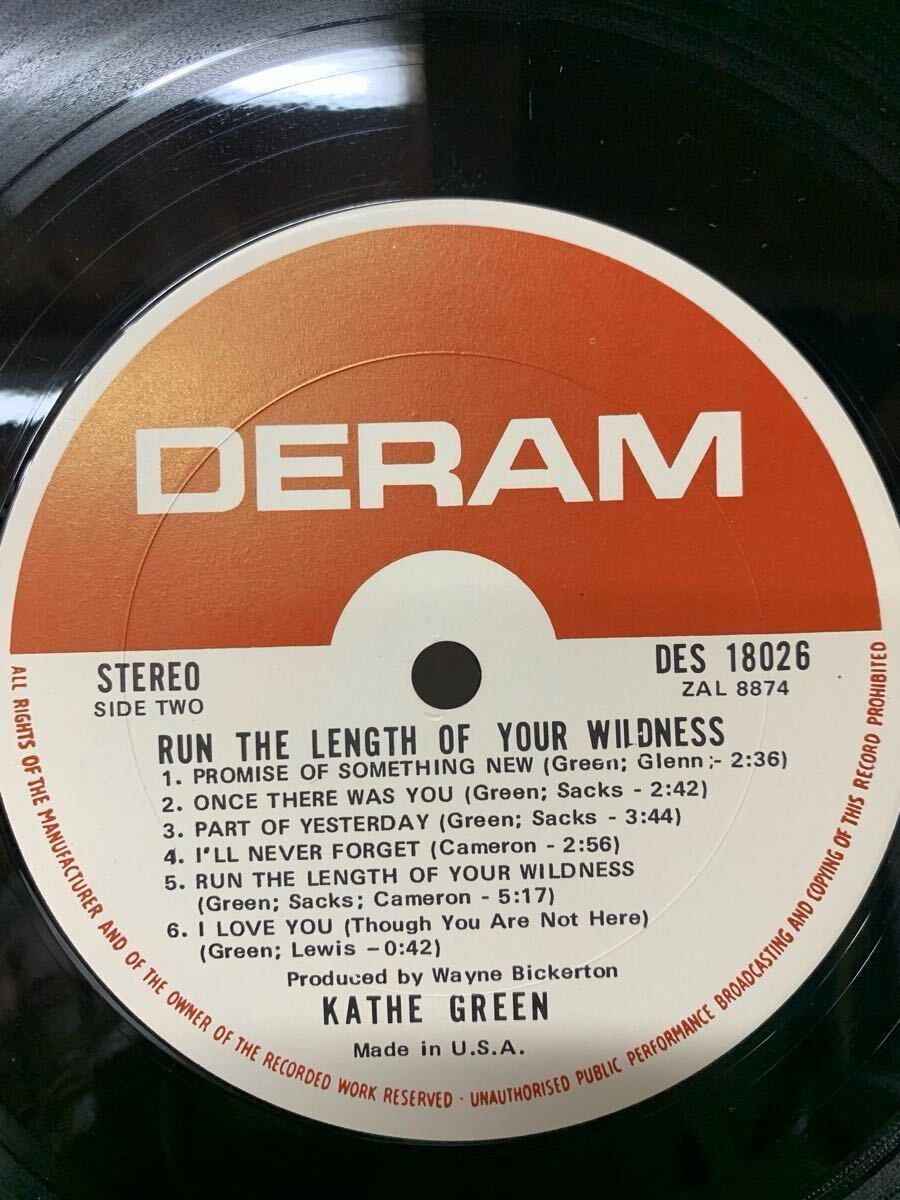 DERAM
STEREO
SIDE TWO
DES 18026
ZAL 8874
RUN THE LENGTH OF YOUR WILDNESS
1. PROMISE OF SOMETHING NEW (Green; Glenn ;- 2:36)
2. ONCE THERE WAS YOU (Green; Sacks - 2:42)
3. PART OF YESTERDAY (Green; Sacks - 3:44)
4. I'LL NEVER FORGET (Cameron - 2:56)
5. RUN THE LENGTH OF YOUR WILDNESS
(Green; Sacks; Cameron - 5:17)
6. I LOVE YOU (Though You Are Not Here)
(Green; Lewis - 0:42)
Produced by Wayne Bickerton
KATHE GREEN
Made in U.S.A.
ALL RIGHTS OF THE MANUFACTURER AND OF THE OWNER OF THE RECORDED WORK RESERVED · UNAUTHORISED PUBLIC PERFORMANCE BROADCASTING AND COPYING OF THIS RECORD PROHIBITED